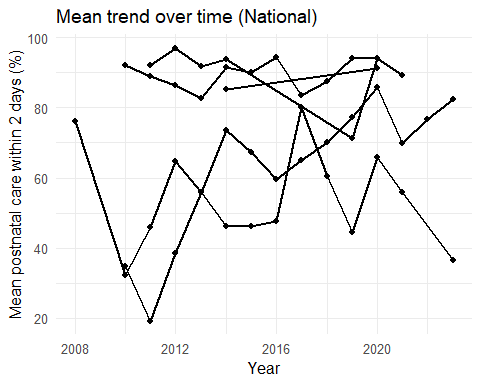 Mean trend over time (National)
Mean postnatal care within 2 days (%)
100
80
60
40
20
2008 2012 2016 2020
Year